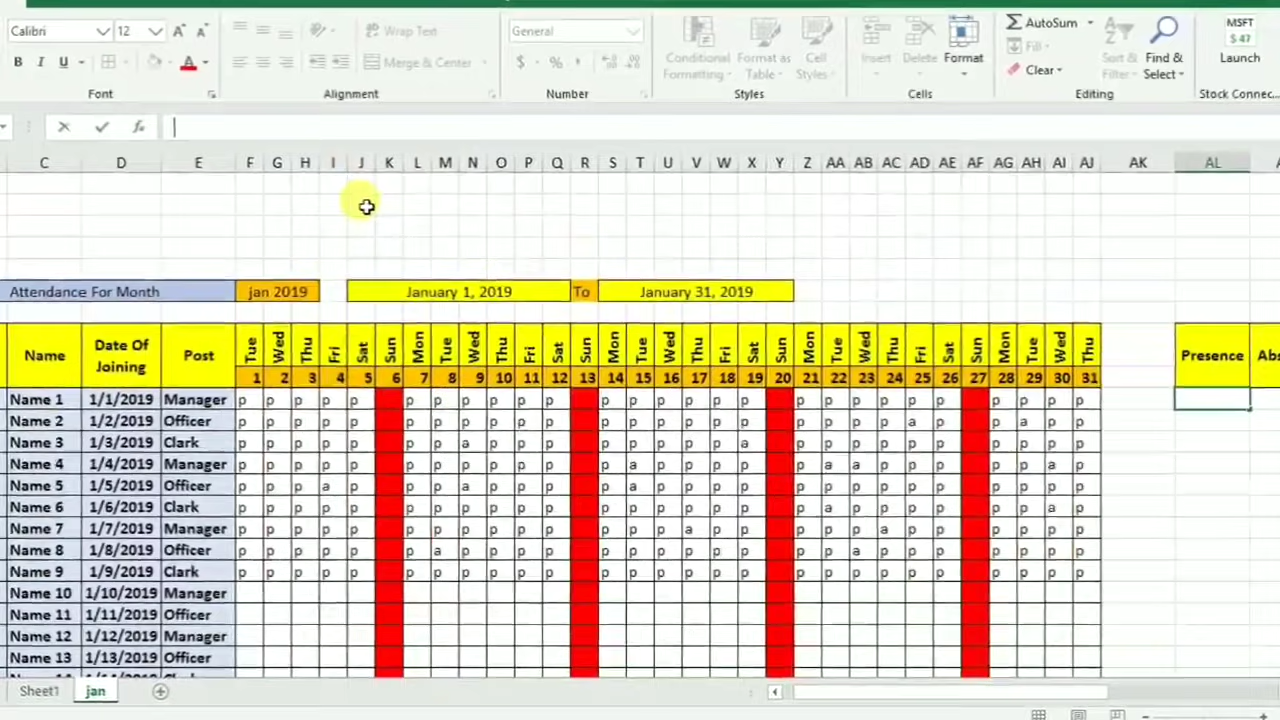 Calibri 12 Wrap Text General AutoSum MSFT
$ 47
B I U Merge & Center $ % Conditional Formatting Format as Table Cell Styles Insert Delete Format Fill Clear Sort & Filter Find & Select Launch
Font Alignment Number Styles Cells Editing Stock Connec...
fx
C D E F G H I J K L M N O P Q R S T U V W X Y Z AA AB AC AD AE AF AG AH AI AJ AK AL
Attendance For Month jan 2019 January 1, 2019 To January 31, 2019
Name Date Of Joining Post Tue Wed Thu Fri Sat Sun Mon Tue Wed Thu Fri Sat Sun Mon Tue Wed Thu Fri Sat Sun Mon Tue Wed Thu Fri Sat Sun Mon Tue Wed Thu Presence Abs
1 2 3 4 5 6 7 8 9 10 11 12 13 14 15 16 17 18 19 20 21 22 23 24 25 26 27 28 29 30 31
Name 1 1/1/2019 Manager p p p p p p p p p p p p p p p p p p p p p p p p p p p
Name 2 1/2/2019 Officer p p p p p p p p p p p p p p p p p p p p p a p p a p p
Name 3 1/3/2019 Clark p p p p p p p a p p p p p p p p a p p p p p p p p p p
Name 4 1/4/2019 Manager p p p p p p p p p p p p a p p p p p a a p p p p p a p
Name 5 1/5/2019 Officer p p p a p p p a p p p p a p p p p p p p p p p p p p p
Name 6 1/6/2019 Clark p p p p p p p p p p p p p p p p p p a p p p p p p a p
Name 7 1/7/2019 Manager p p p p p p p p p p p p p p a p p p p p a p p p p p p
Name 8 1/8/2019 Officer p p p p p p a p p p p p p p p p p p p a p p p p p p p
Name 9 1/9/2019 Clark p p p p p p p p p p p p p p p p p p p p p p p p p p p
Name 10 1/10/2019 Manager
Name 11 1/11/2019 Officer
Name 12 1/12/2019 Manager
Name 13 1/13/2019 Officer
Sheet1 jan